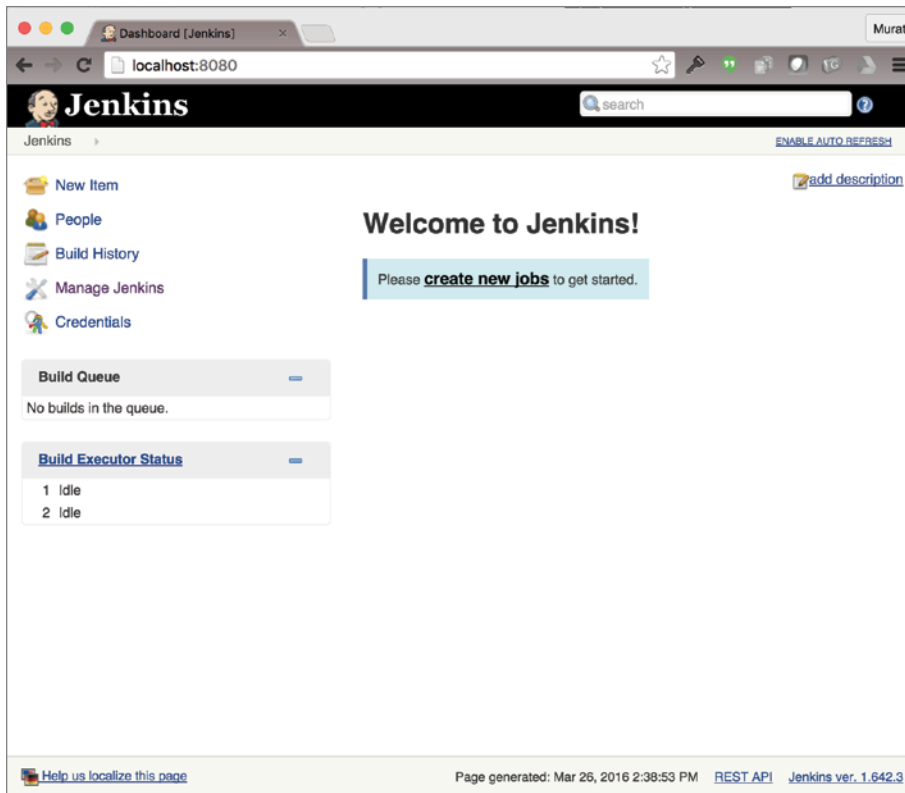 Dashboard [Jenkins]
Murat
localhost:8080
Jenkins
search
Jenkins
ENABLE AUTO REFRESH
New Item
People
Build History
Manage Jenkins
Credentials
add description
Welcome to Jenkins!
Please create new jobs to get started.
Build Queue
No builds in the queue.
Build Executor Status
1 Idle
2 Idle
Help us localize this page
Page generated: Mar 26, 2016 2:38:53 PM REST API Jenkins ver. 1.642.3